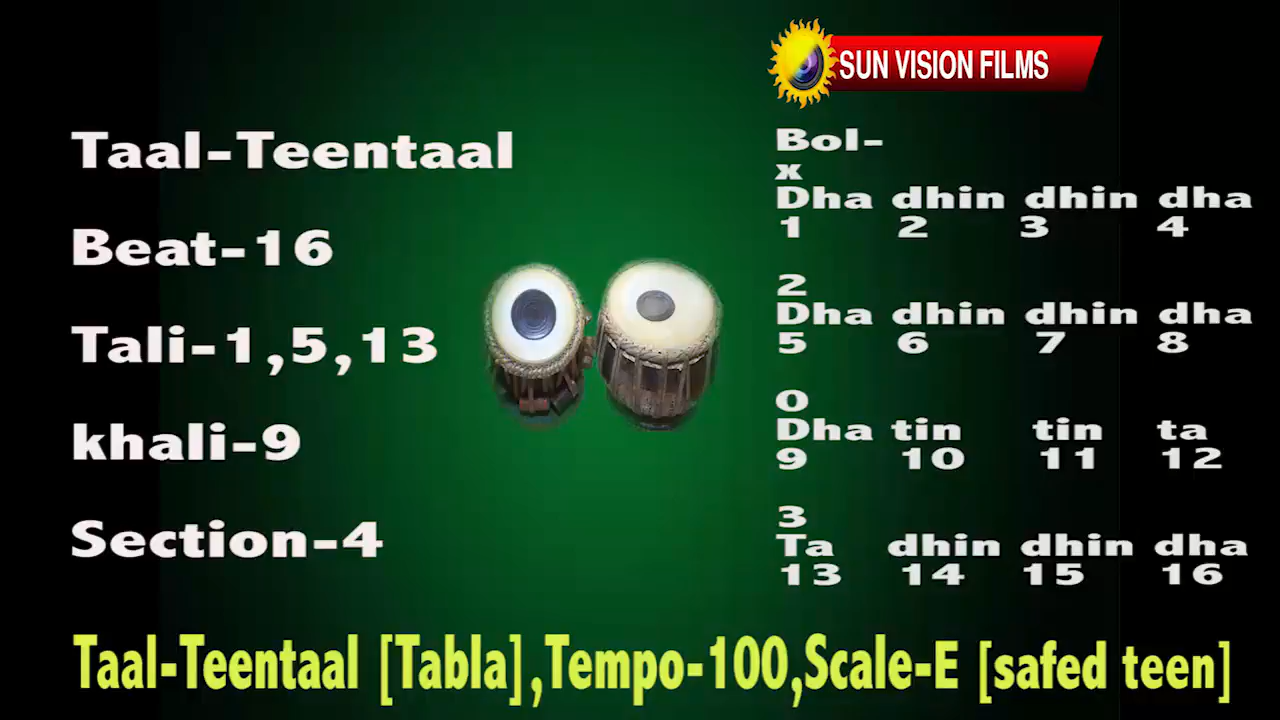 SUN VISION FILMS
Taal-Teentaal
Beat-16
Tali-1,5,13
khali-9
Section-4
Bol-
x
Dha dhin dhin dha
1 2 3 4
2
Dha dhin dhin dha
5 6 7 8
0
Dha tin tin ta
9 10 11 12
3
Ta dhin dhin dha
13 14 15 16
Taal-Teentaal [Tabla],Tempo-100,Scale-E [safed teen]